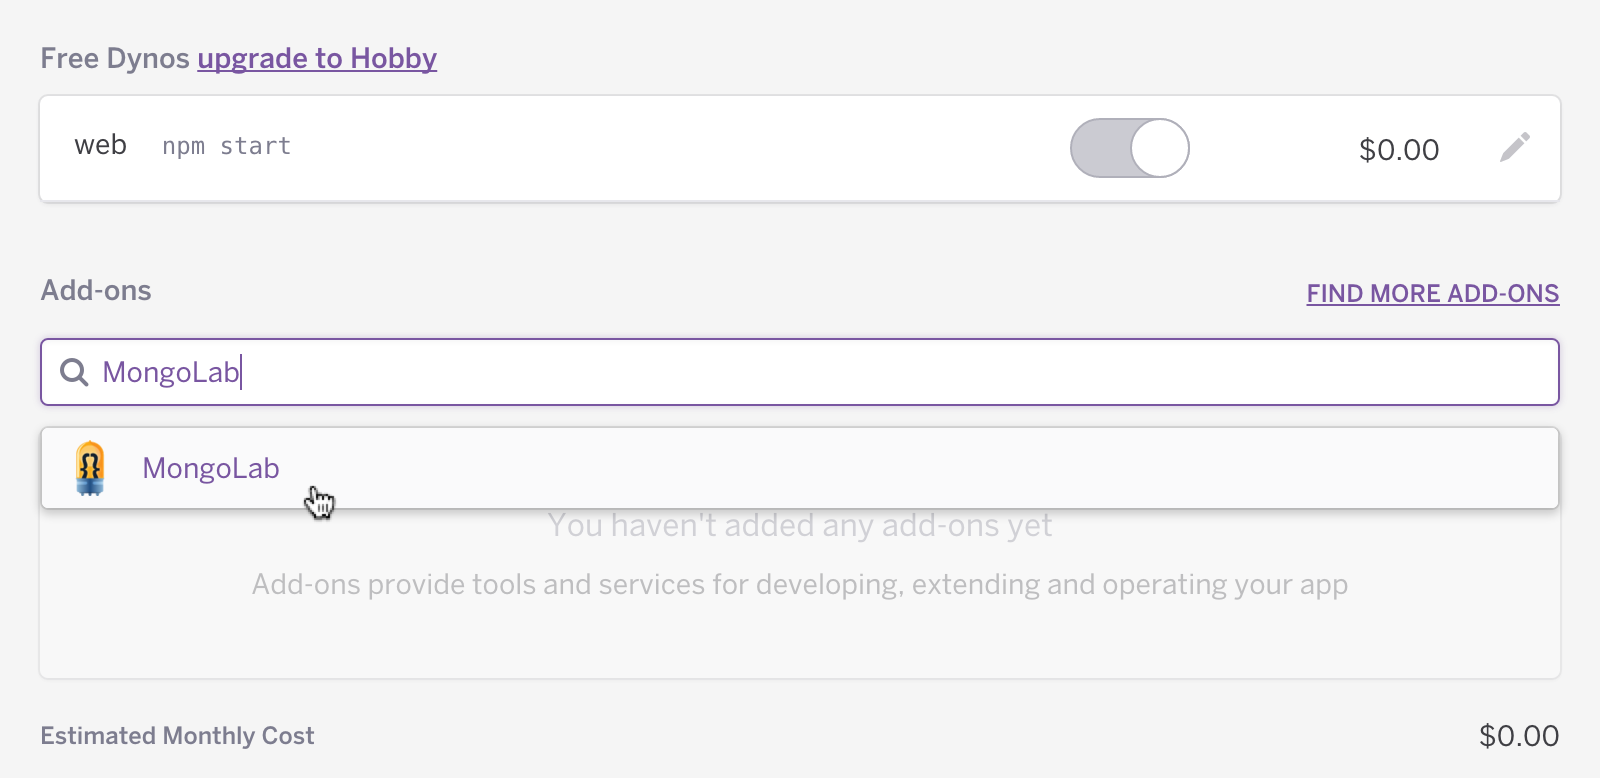 Free Dynos upgrade to Hobby
web npm start $0.00
Add-ons FIND MORE ADD-ONS
MongoLab
MongoLab
You haven't added any add-ons yet
Add-ons provide tools and services for developing, extending and operating your app
Estimated Monthly Cost $0.00